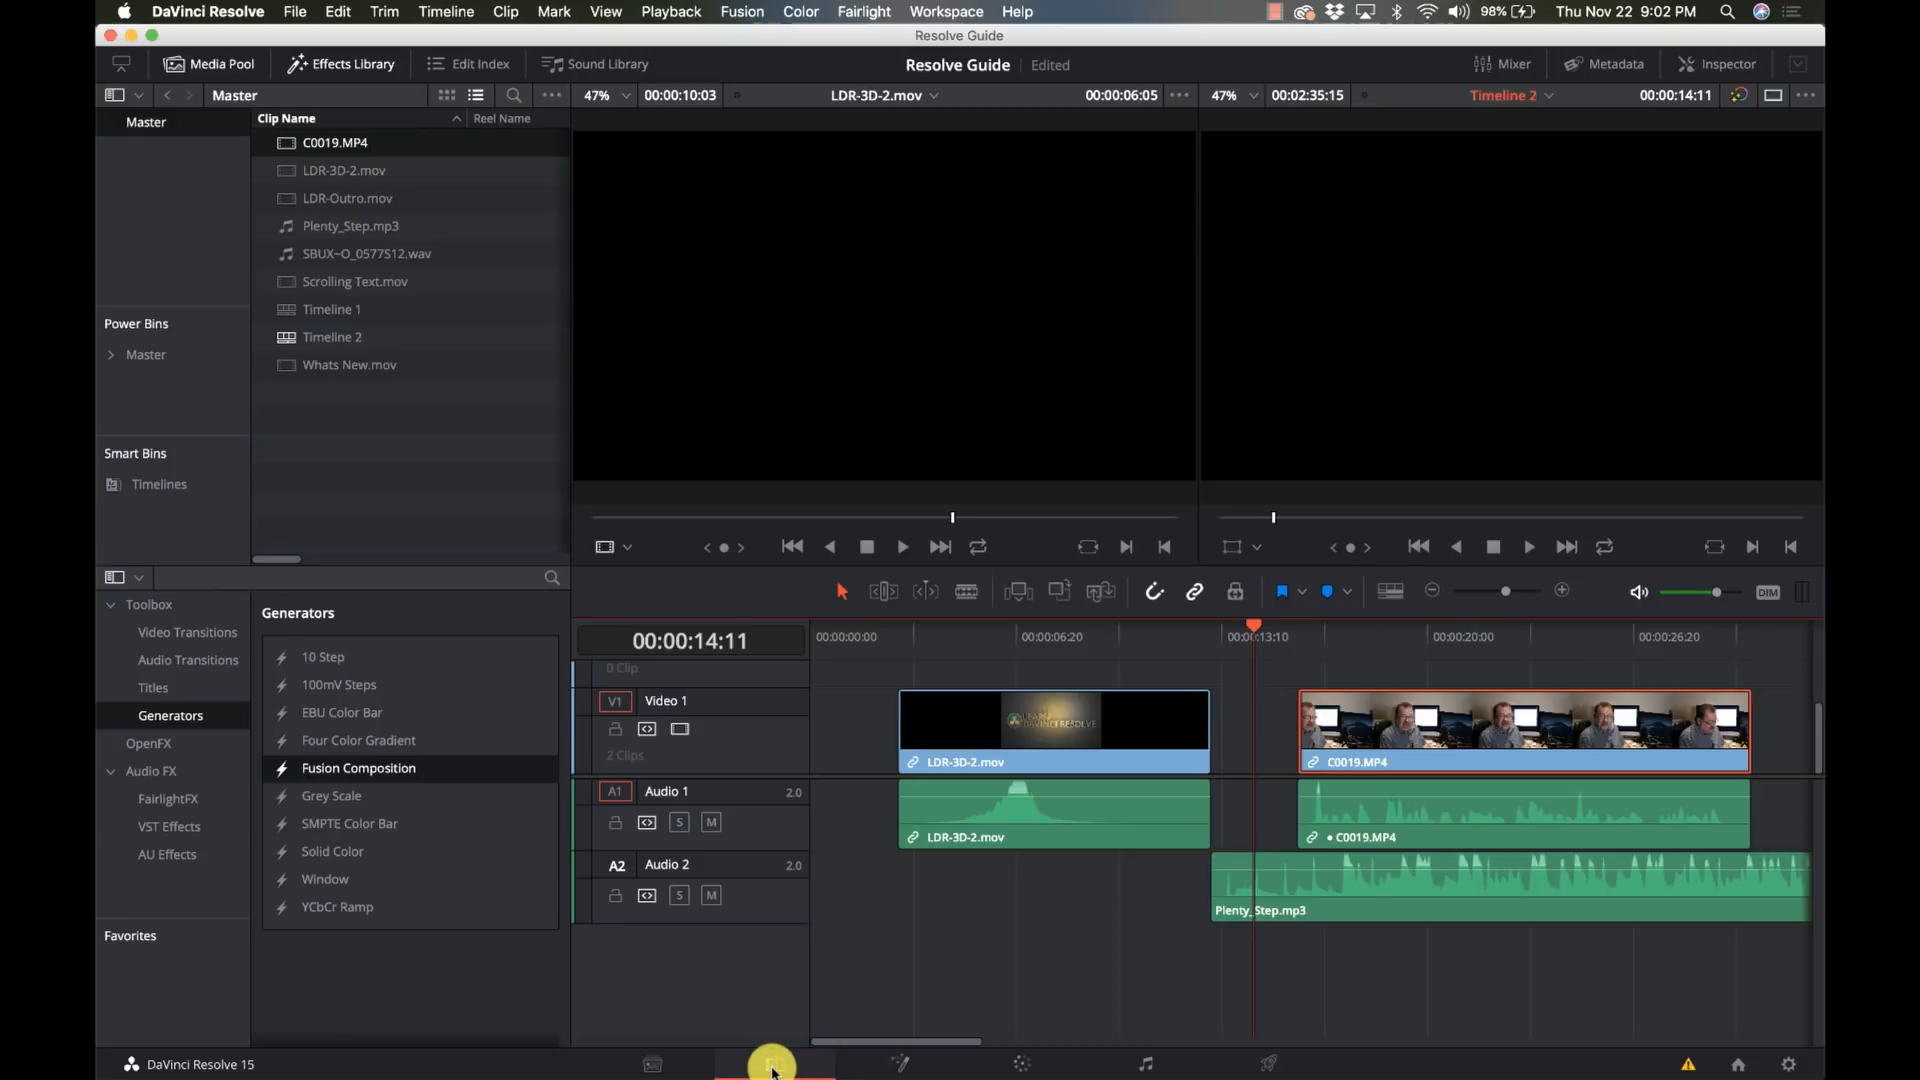 DaVinci Resolve File Edit Trim Timeline Clip Mark View Playback Fusion Color Fairlight Workspace Help 98% Thu Nov 22 9:02 PM
Resolve Guide
Media Pool Effects Library Edit Index Sound Library Resolve Guide Edited Mixer Metadata Inspector
Master 47% 00:00:10:03 LDR-3D-2.mov 00:00:06:05 47% 00:02:35:15 Timeline 2 00:00:14:11
Master Clip Name Reel Name
C0019.MP4
LDR-3D-2.mov
LDR-Outro.mov
Plenty_Step.mp3
SBUX~O_0577S12.wav
Scrolling Text.mov
Timeline 1
Timeline 2
Whats New.mov
Power Bins
Master
Smart Bins
Timelines
Toolbox
Video Transitions
Audio Transitions
Titles
Generators
OpenFX
Audio FX
FairlightFX
VST Effects
AU Effects
Favorites
Generators
10 Step
100mV Steps
EBU Color Bar
Four Color Gradient
Fusion Composition
Grey Scale
SMPTE Color Bar
Solid Color
Window
YCbCr Ramp
DIM
00:00:14:11 00:00:00:00 00:00:06:20 00:00:13:10 00:00:20:00 00:00:26:20
0 Clip
V1 Video 1
2 Clips
LEARN
DAVINCI RESOLVE
LDR-3D-2.mov C0019.MP4
A1 Audio 1 2.0
S M
LDR-3D-2.mov C0019.MP4
A2 Audio 2 2.0
S M
Plenty_Step.mp3
DaVinci Resolve 15